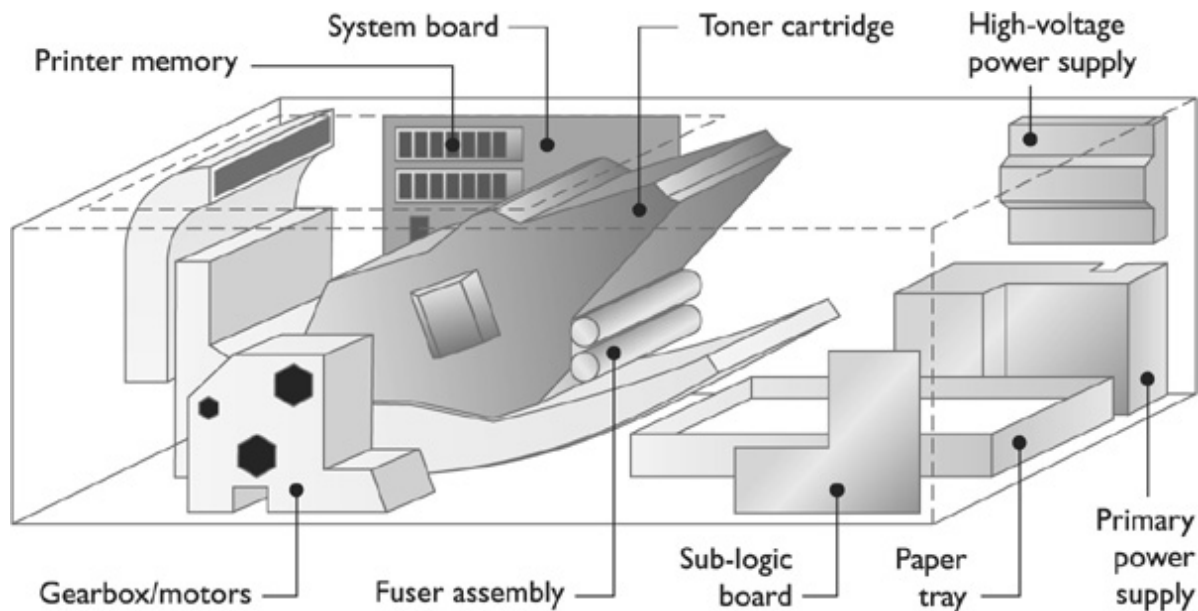 System board
Toner cartridge
High-voltage
power supply
Printer memory
Gearbox/motors
Fuser assembly
Sub-logic
board
Paper
tray
Primary
power
supply